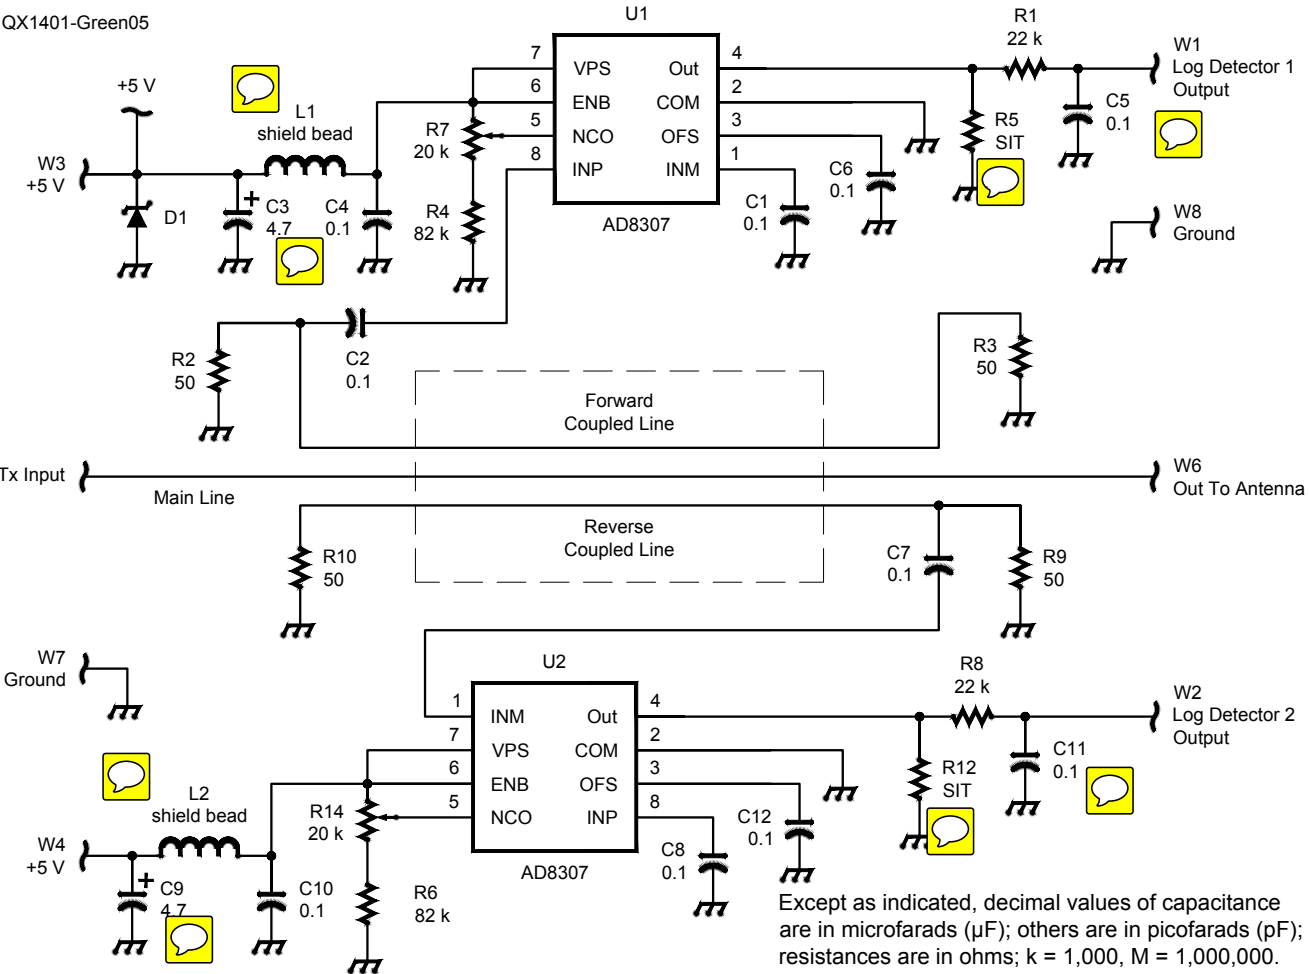 QX1401-Green05
U1
R1
22 k
W1
Log Detector 1
Output
+5 V
7
VPS
Out
4
6
ENB
COM
2
5
NCO
OFS
3
8
INP
INM
1
AD8307
L1
shield bead
R7
20 k
R5
SIT
C5
0.1
W3
+5 V
D1
+
C3
4.7
C4
0.1
R4
82 k
C1
0.1
C6
0.1
W8
Ground
R2
50
C2
0.1
R3
50
Forward
Coupled Line
Tx Input
Main Line
W6
Out To Antenna
Reverse
Coupled Line
R10
50
C7
0.1
R9
50
W7
Ground
U2
R8
22 k
W2
Log Detector 2
Output
1
INM
Out
4
7
VPS
COM
2
6
ENB
OFS
3
5
NCO
INP
8
AD8307
L2
shield bead
R14
20 k
R12
SIT
C11
0.1
W4
+5 V
+
C9
4.7
C10
0.1
R6
82 k
C8
0.1
C12
0.1
Except as indicated, decimal values of capacitance
are in microfarads (µF); others are in picofarads (pF);
resistances are in ohms; k = 1,000, M = 1,000,000.